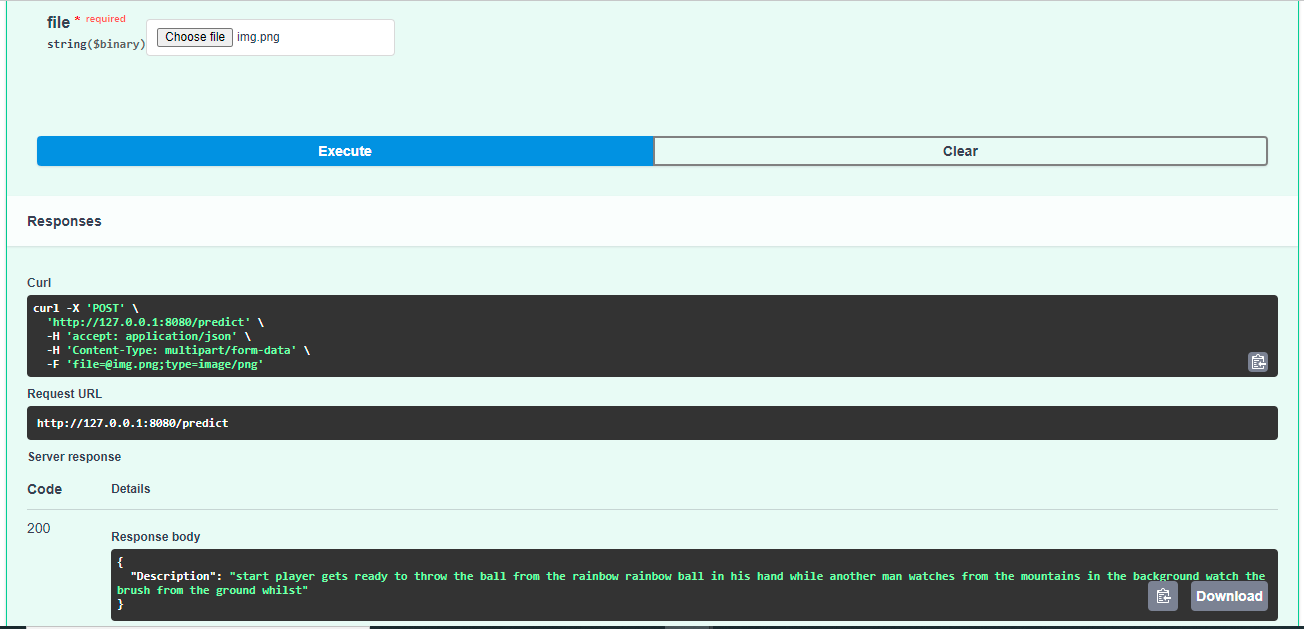 file * required
string($binary)
Choose file img.png
Execute
Clear
Responses
Curl
curl -X 'POST' \
'http://127.0.0.1:8080/predict' \
-H 'accept: application/json' \
-H 'Content-Type: multipart/form-data' \
-F 'file=@img.png;type=image/png'
Request URL
http://127.0.0.1:8080/predict
Server response
Code Details
200
Response body
{
"Description": "start player gets ready to throw the ball from the rainbow rainbow ball in his hand while another man watches from the mountains in the background watch the
brush from the ground whilst"
}
Download